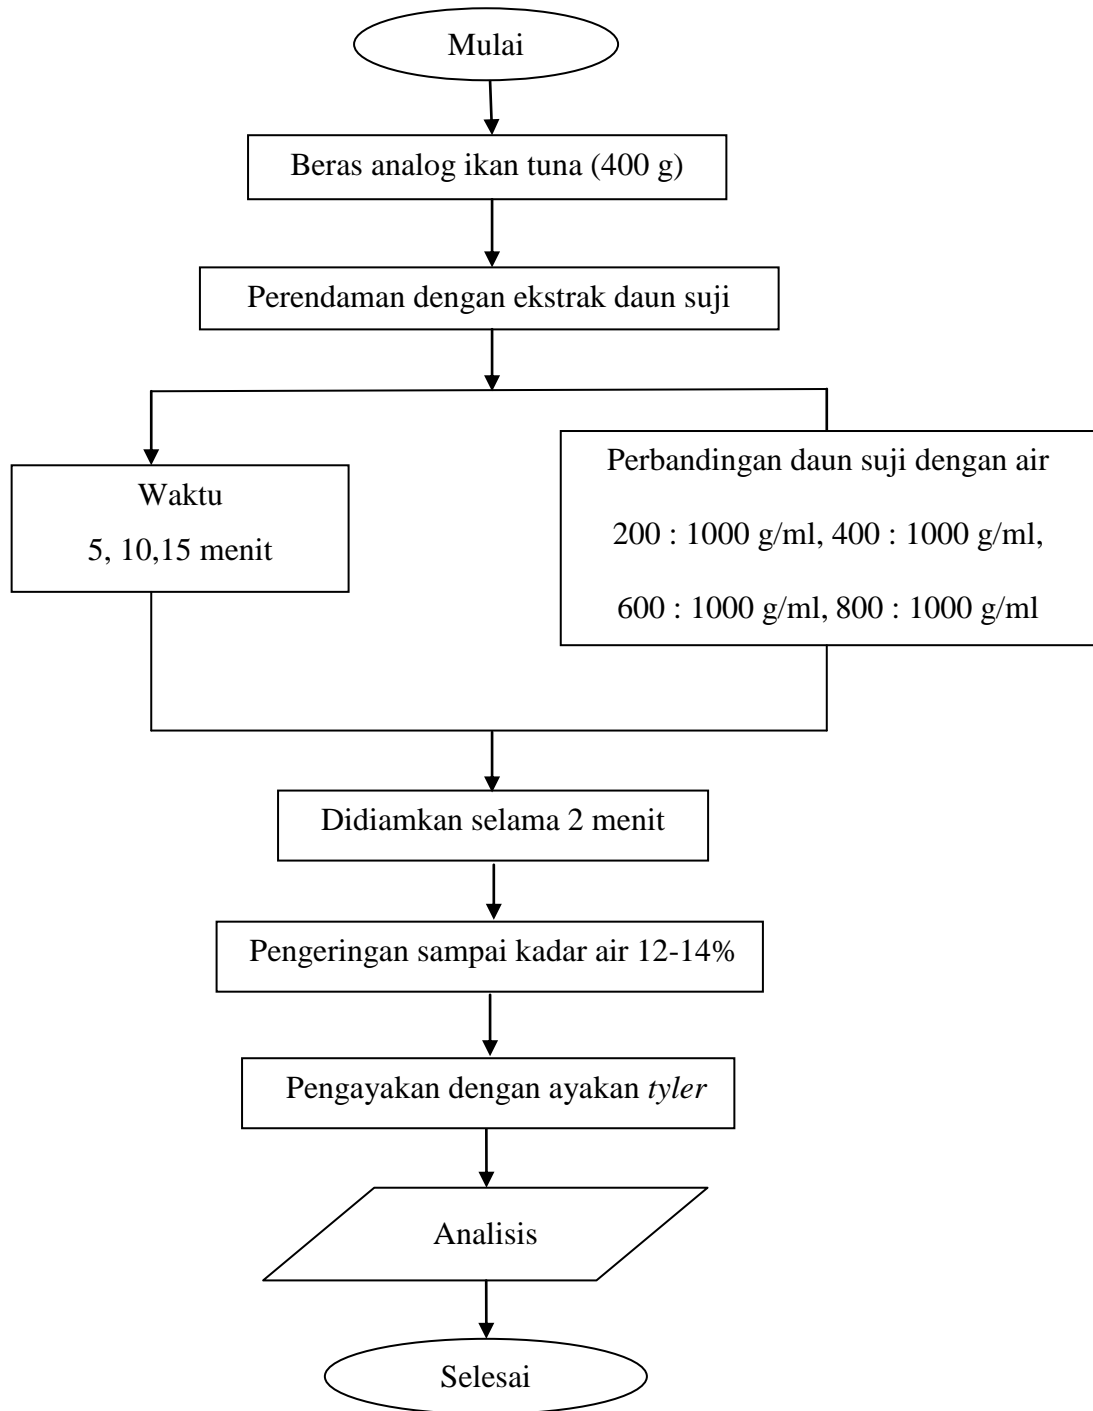 Mulai
Beras analog ikan tuna (400 g)
Perendaman dengan ekstrak daun suji
Waktu
5, 10,15 menit
Perbandingan daun suji dengan air
200 : 1000 g/ml, 400 : 1000 g/ml,
600 : 1000 g/ml, 800 : 1000 g/ml
Didiamkan selama 2 menit
Pengeringan sampai kadar air 12-14%
Pengayakan dengan ayakan tyler
Analisis
Selesai